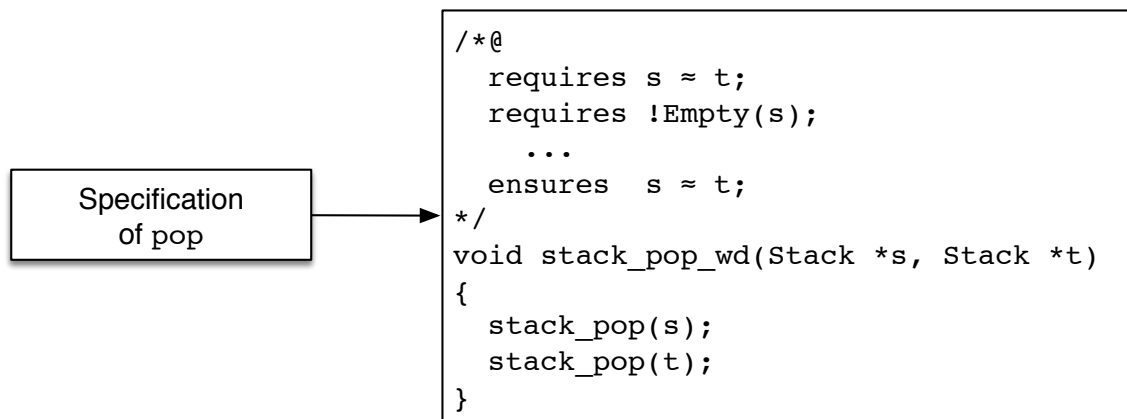 Specification
of pop
/*@
  requires s ≈ t;
  requires !Empty(s);
    ...
  ensures  s ≈ t;
*/
void stack_pop_wd(Stack *s, Stack *t)
{
  stack_pop(s);
  stack_pop(t);
}